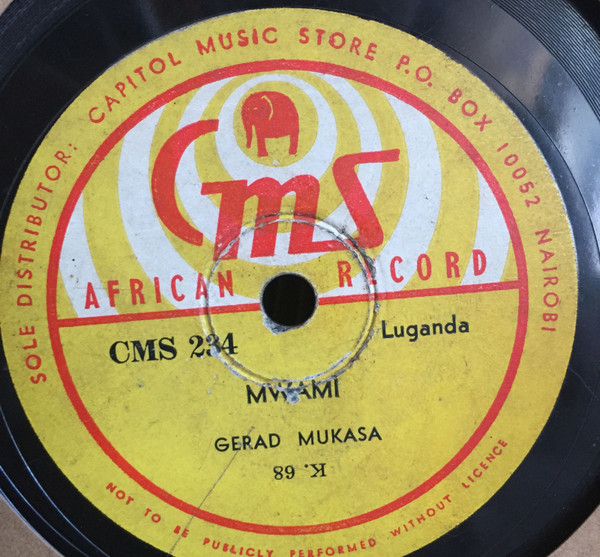 SOLE DISTRIBUTOR: CAPITOL MUSIC STORE P.O. BOX 10052 NAIROBI
CMS
AFRICAN RECORD
CMS 234
Luganda
MWAMI
GERAD MUKASA
K. 68
NOT TO BE PUBLICLY PERFORMED WITHOUT LICENCE